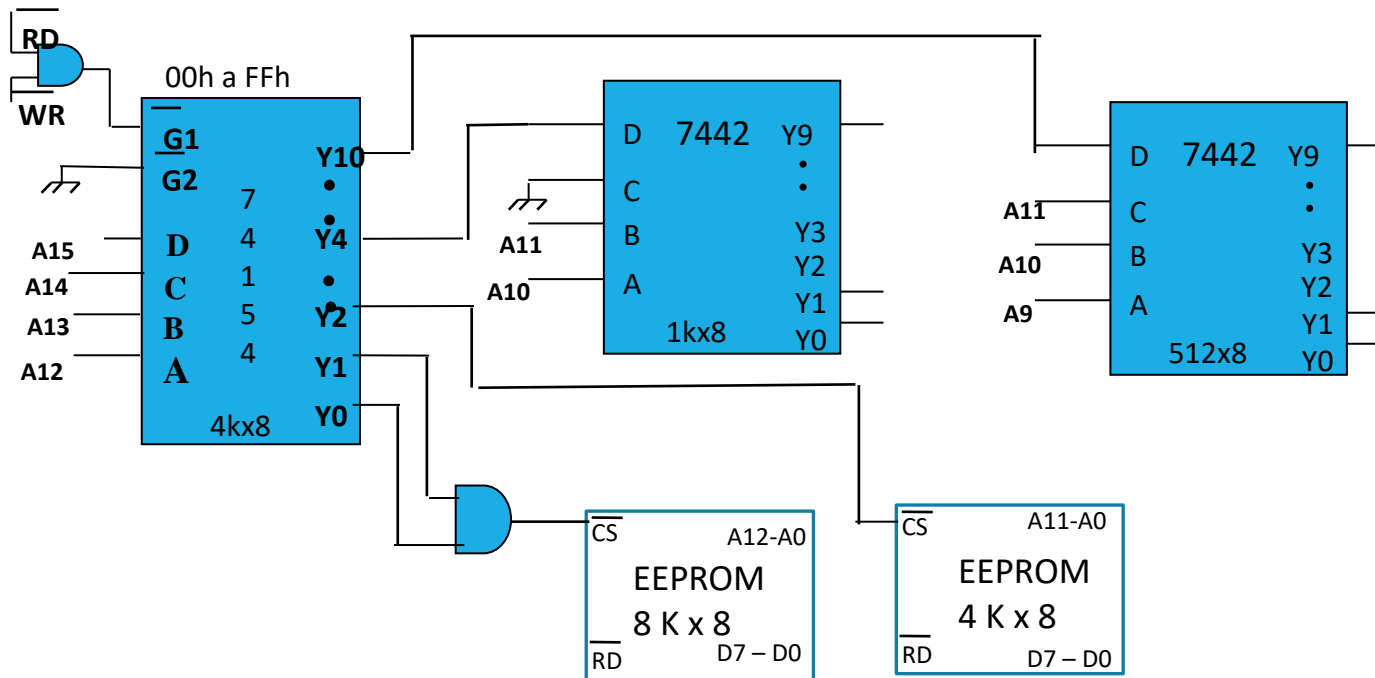 RD
WR
00h a FFh
G1
G2
D
C
B
A
7
4
1
5
4
Y10
Y4
Y2
Y1
Y0
4kx8
A15
A14
A13
A12
D
C
B
A
7442
Y9
Y3
Y2
Y1
Y0
1kx8
A11
A10
D
C
B
A
7442
Y9
Y3
Y2
Y1
Y0
512x8
A11
A10
A9
CS
A12-A0
EEPROM
8 K x 8
RD
D7 – D0
CS
A11-A0
EEPROM
4 K x 8
RD
D7 – D0